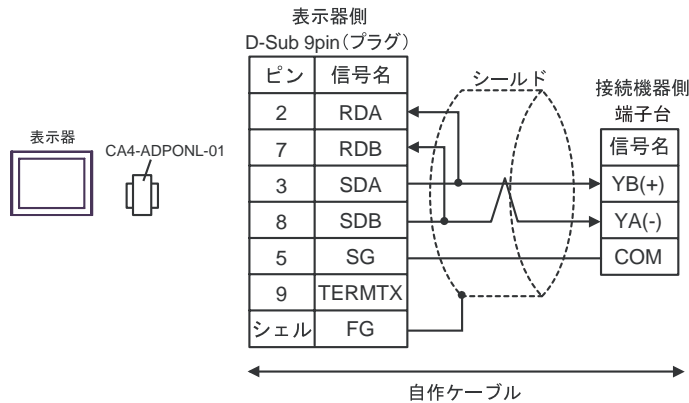 表示器側
D-Sub 9pin(プラグ)
ピン 信号名
2 RDA
7 RDB
3 SDA
8 SDB
5 SG
9 TERMTX
シェル FG
シールド
接続機器側
端子台
信号名
YB(+)
YA(-)
COM
表示器
CA4-ADPONL-01
自作ケーブル